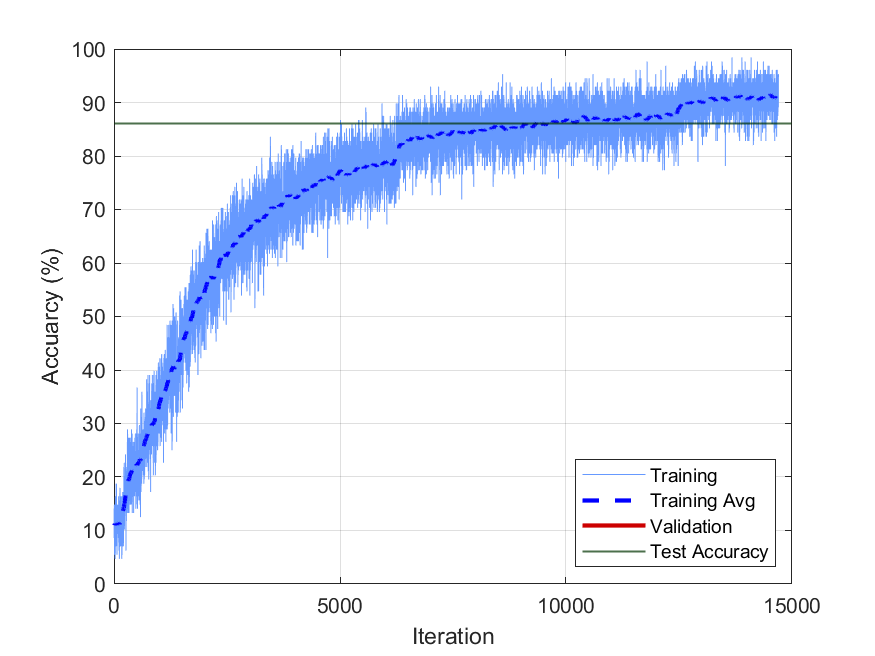 100
90
80
70
60
50
40
30
20
10
0
Accuarcy (%)
Training
Training Avg
Validation
Test Accuracy
0 5000 10000 15000
Iteration